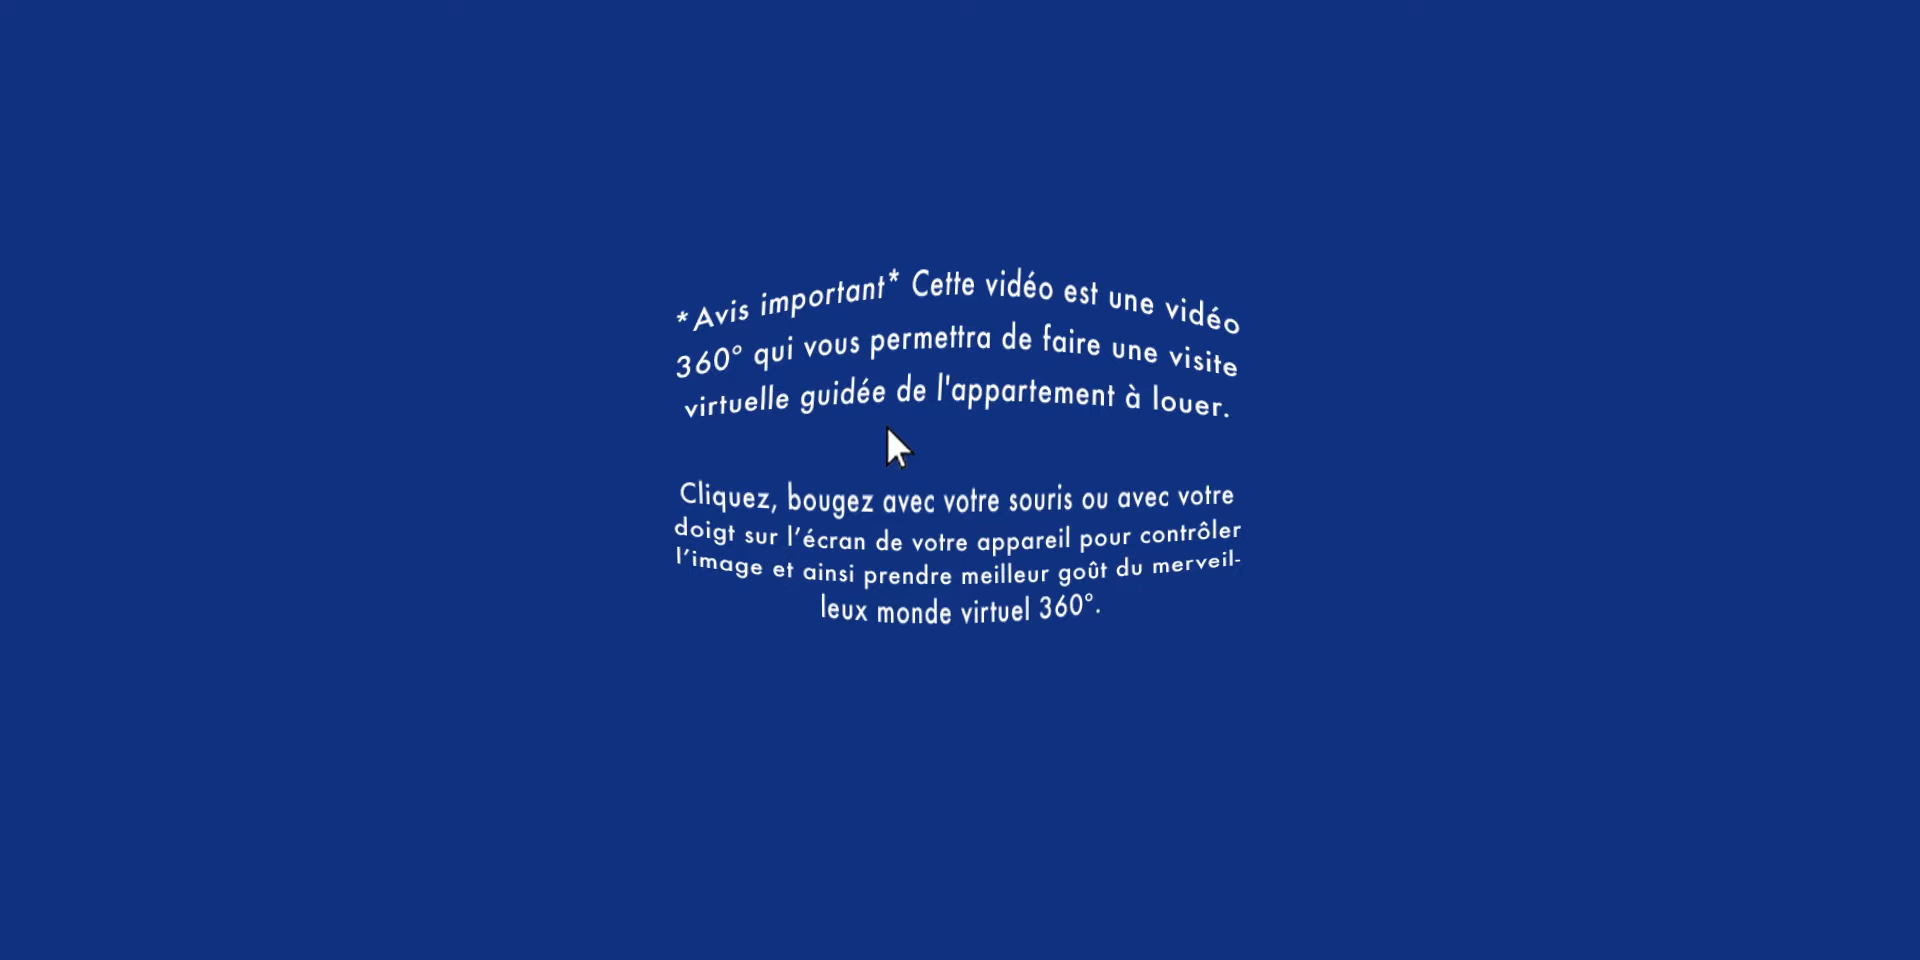 *Avis important* Cette vidéo est une vidéo
360° qui vous permettra de faire une visite
virtuelle guidée de l'appartement à louer.
Cliquez, bougez avec votre souris ou avec votre
doigt sur l’écran de votre appareil pour contrôler
l’image et ainsi prendre meilleur goût du merveil-
leux monde virtuel 360°.